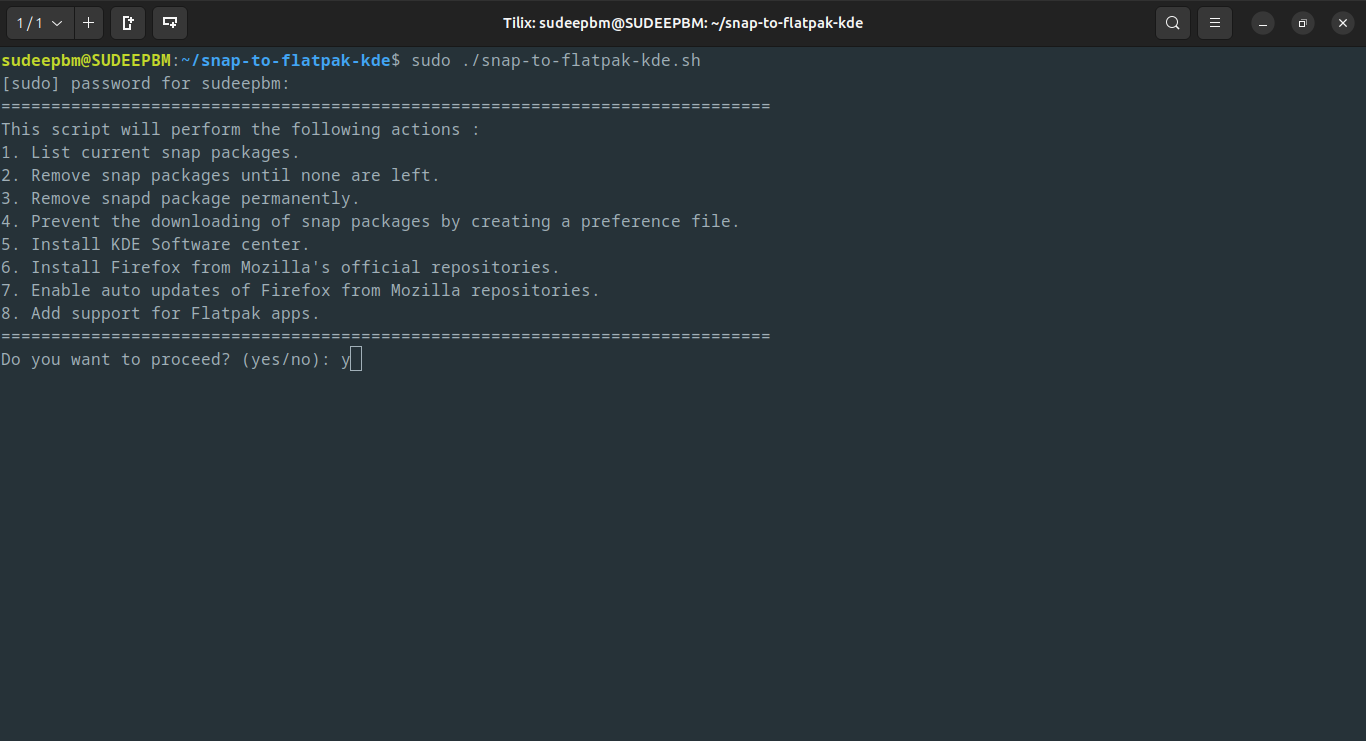 1 / 1
Tilix: sudeepbm@SUDEEPBM: ~/snap-to-flatpak-kde
sudeepbm@SUDEEPBM:~/snap-to-flatpak-kde$ sudo ./snap-to-flatpak-kde.sh
[sudo] password for sudeepbm:
=============================================================================
This script will perform the following actions :
1. List current snap packages.
2. Remove snap packages until none are left.
3. Remove snapd package permanently.
4. Prevent the downloading of snap packages by creating a preference file.
5. Install KDE Software center.
6. Install Firefox from Mozilla's official repositories.
7. Enable auto updates of Firefox from Mozilla repositories.
8. Add support for Flatpak apps.
=============================================================================
Do you want to proceed? (yes/no): y